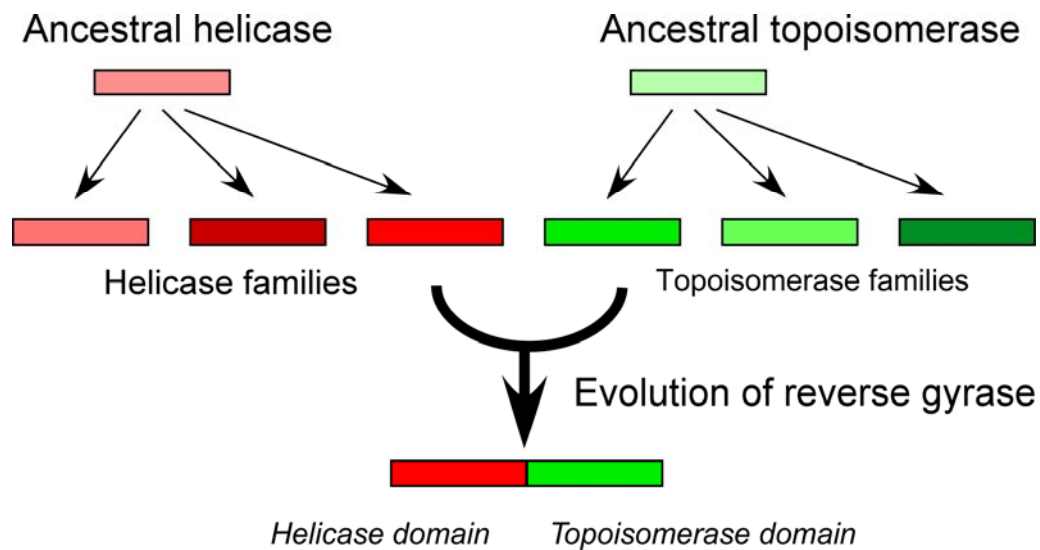 Ancestral helicase
Ancestral topoisomerase
Helicase families
Topoisomerase families
Evolution of reverse gyrase
Helicase domain
Topoisomerase domain